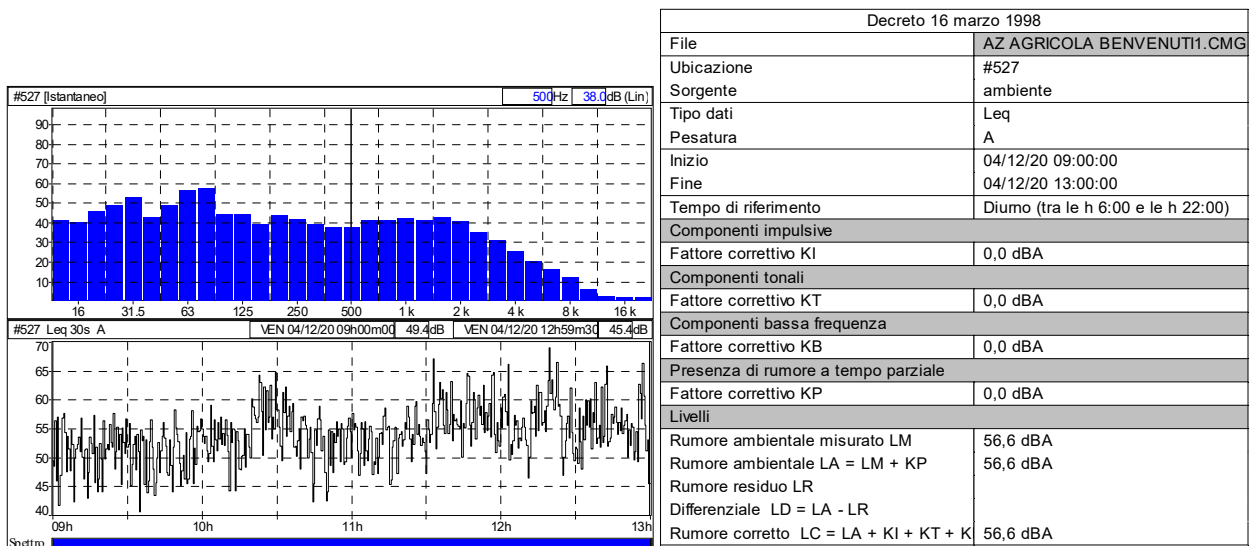 #527 [Istantaneo] 500Hz 38.0dB (Lin)
90
80
70
60
50
40
30
20
10
16 31.5 63 125 250 500 1 k 2 k 4 k 8 k 16 k
#527 Leq 30s A VEN 04/12/20 09h00m00 49.4dB VEN 04/12/20 12h59m30 45.4dB
70
65
60
55
50
45
40
09h 10h 11h 12h 13h
Spettro
Decreto 16 marzo 1998
File AZ AGRICOLA BENVENUTI1.CMG
Ubicazione #527
Sorgente ambiente
Tipo dati Leq
Pesatura A
Inizio 04/12/20 09:00:00
Fine 04/12/20 13:00:00
Tempo di riferimento Diurno (tra le h 6:00 e le h 22:00)
Componenti impulsive
Fattore correttivo KI 0,0 dBA
Componenti tonali
Fattore correttivo KT 0,0 dBA
Componenti bassa frequenza
Fattore correttivo KB 0,0 dBA
Presenza di rumore a tempo parziale
Fattore correttivo KP 0,0 dBA
Livelli
Rumore ambientale misurato LM 56,6 dBA
Rumore ambientale LA = LM + KP 56,6 dBA
Rumore residuo LR
Differenziale LD = LA - LR
Rumore corretto LC = LA + KI + KT + K 56,6 dBA